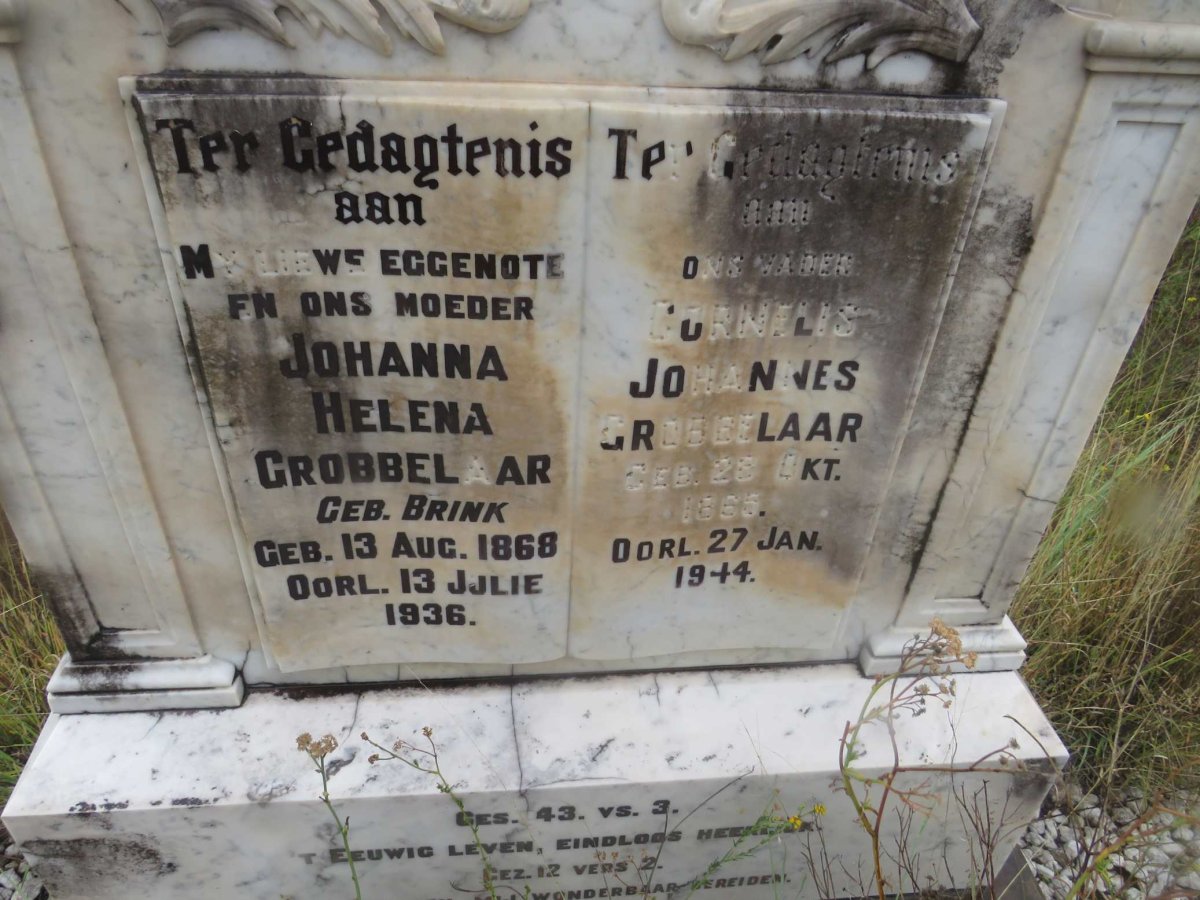 Ter Gedagtenis
aan
MY LIEWE EGGENOTE
EN ONS MOEDER
JOHANNA
HELENA
GROBBELAAR
GEB. BRINK
GEB. 13 AUG. 1868
OORL. 13 JULIE
1936.
Ter Gedagtenis
aan
ONS VADER
CORNELIS
JOHANNES
GROBBELAAR
GEB. 28 OKT.
1865.
OORL. 27 JAN.
1944.
GES. 43. VS. 3.
'T EEUWIG LEVEN, EINDLOOS
GEZ. 12 VERS 2.
WONDERBAAR BEREIDEN.